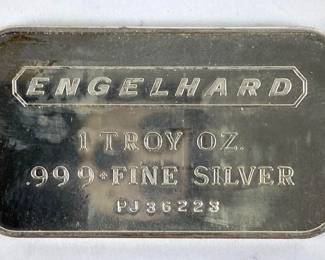 ENGELHARD
1 TROY OZ.
.999+ FINE SILVER
PJ36223